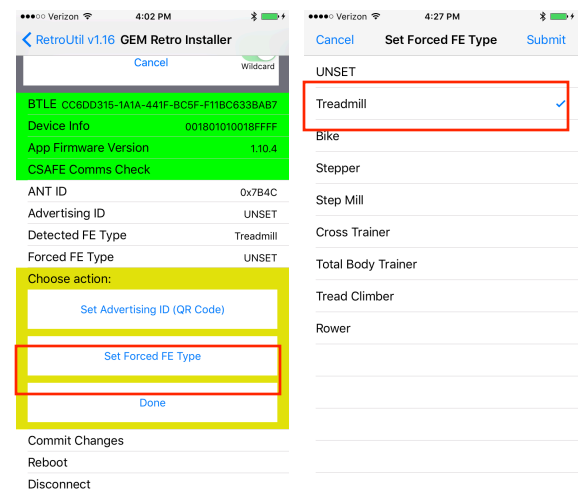 Verizon 4:02 PM
RetroUtil v1.16 GEM Retro Installer
Cancel
Wildcard
BTLE CC6DD315-1A1A-441F-BC5F-F11BC633BAB7
Device Info 001801010018FFFF
App Firmware Version 1.10.4
CSAFE Comms Check
ANT ID 0x7B4C
Advertising ID UNSET
Detected FE Type Treadmill
Forced FE Type UNSET
Choose action:
Set Advertising ID (QR Code)
Set Forced FE Type
Done
Commit Changes
Reboot
Disconnect
Verizon 4:27 PM
Cancel Set Forced FE Type Submit
UNSET
Treadmill
Bike
Stepper
Step Mill
Cross Trainer
Total Body Trainer
Tread Climber
Rower